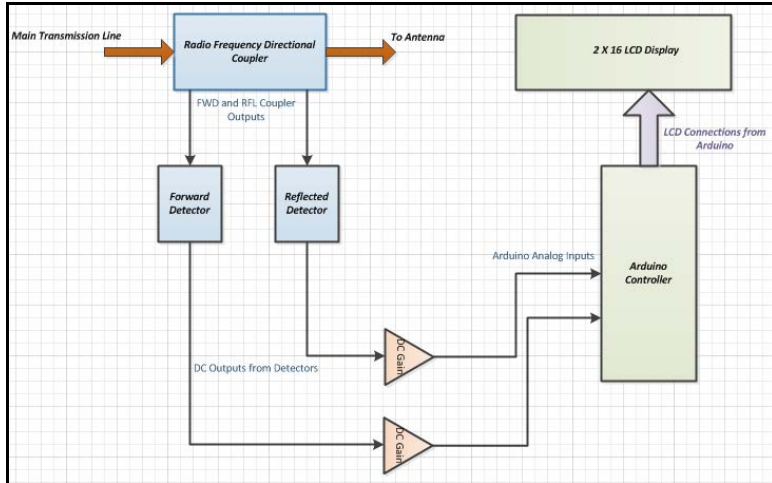 Main Transmission Line
Radio Frequency Directional
Coupler
To Antenna
2 X 16 LCD Display
FWD and RFL Coupler
Outputs
LCD Connections from
Arduino
Forward
Detector
Reflected
Detector
Arduino Analog Inputs
Arduino
Controller
DC Outputs from Detectors
DC Gain
DC Gain